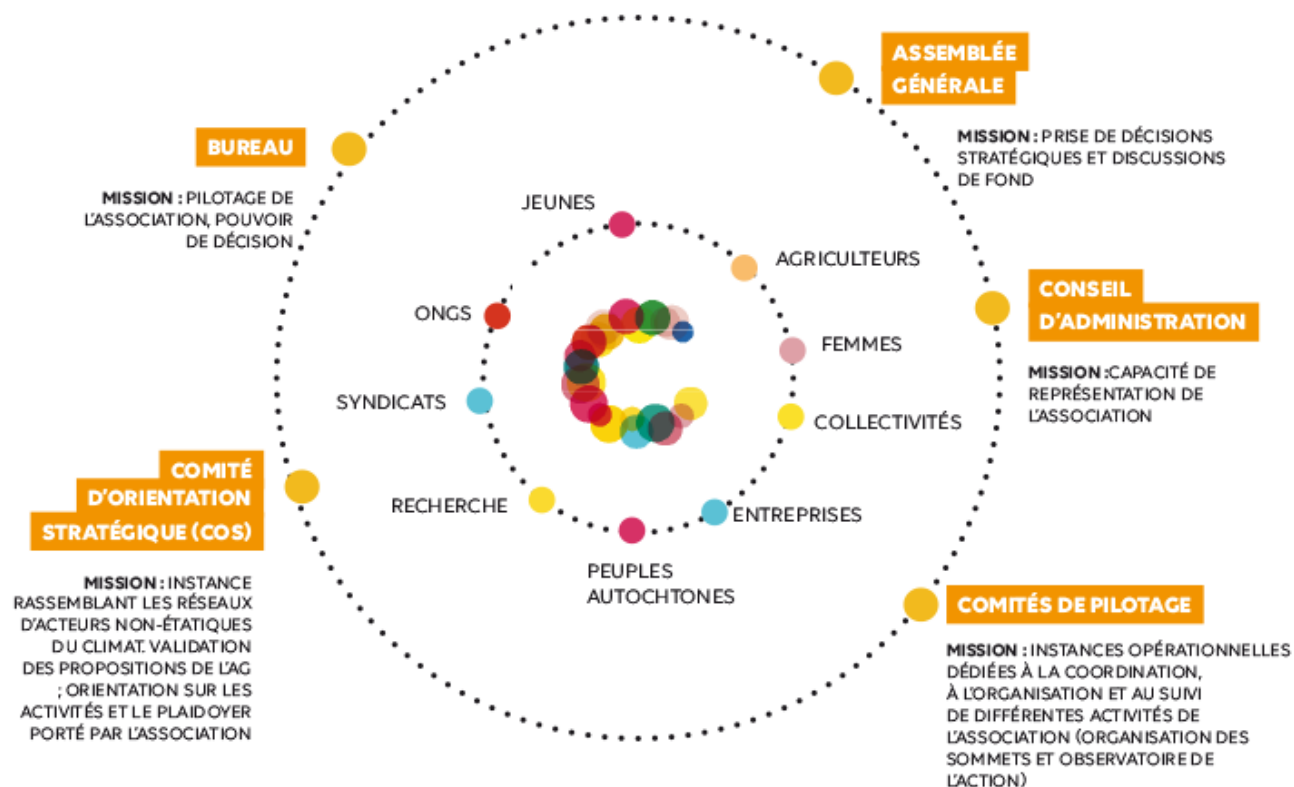 ASSEMBLÉE
GÉNÉRALE
MISSION : PRISE DE DÉCISIONS
STRATÉGIQUES ET DISCUSSIONS
DE FOND
BUREAU
MISSION : PILOTAGE DE
L'ASSOCIATION, POUVOIR
DE DÉCISION
JEUNES
AGRICULTEURS
ONGS
FEMMES
SYNDICATS
COLLECTIVITÉS
RECHERCHE
ENTREPRISES
PEUPLES
AUTOCHTONES
CONSEIL
D'ADMINISTRATION
MISSION :CAPACITÉ DE
REPRÉSENTATION DE
L'ASSOCIATION
COMITÉ
D'ORIENTATION
STRATÉGIQUE (COS)
MISSION : INSTANCE
RASSEMBLANT LES RÉSEAUX
D'ACTEURS NON-ÉTATIQUES
DU CLIMAT. VALIDATION
DES PROPOSITIONS DE L'AG
; ORIENTATION SUR LES
ACTIVITÉS ET LE PLAIDOYER
PORTÉ PAR L'ASSOCIATION
COMITÉS DE PILOTAGE
MISSION : INSTANCES OPÉRATIONNELLES
DÉDIÉES À LA COORDINATION,
À L'ORGANISATION ET AU SUIVI
DE DIFFÉRENTES ACTIVITÉS DE
L'ASSOCIATION (ORGANISATION DES
SOMMETS ET OBSERVATOIRE DE
L'ACTION)